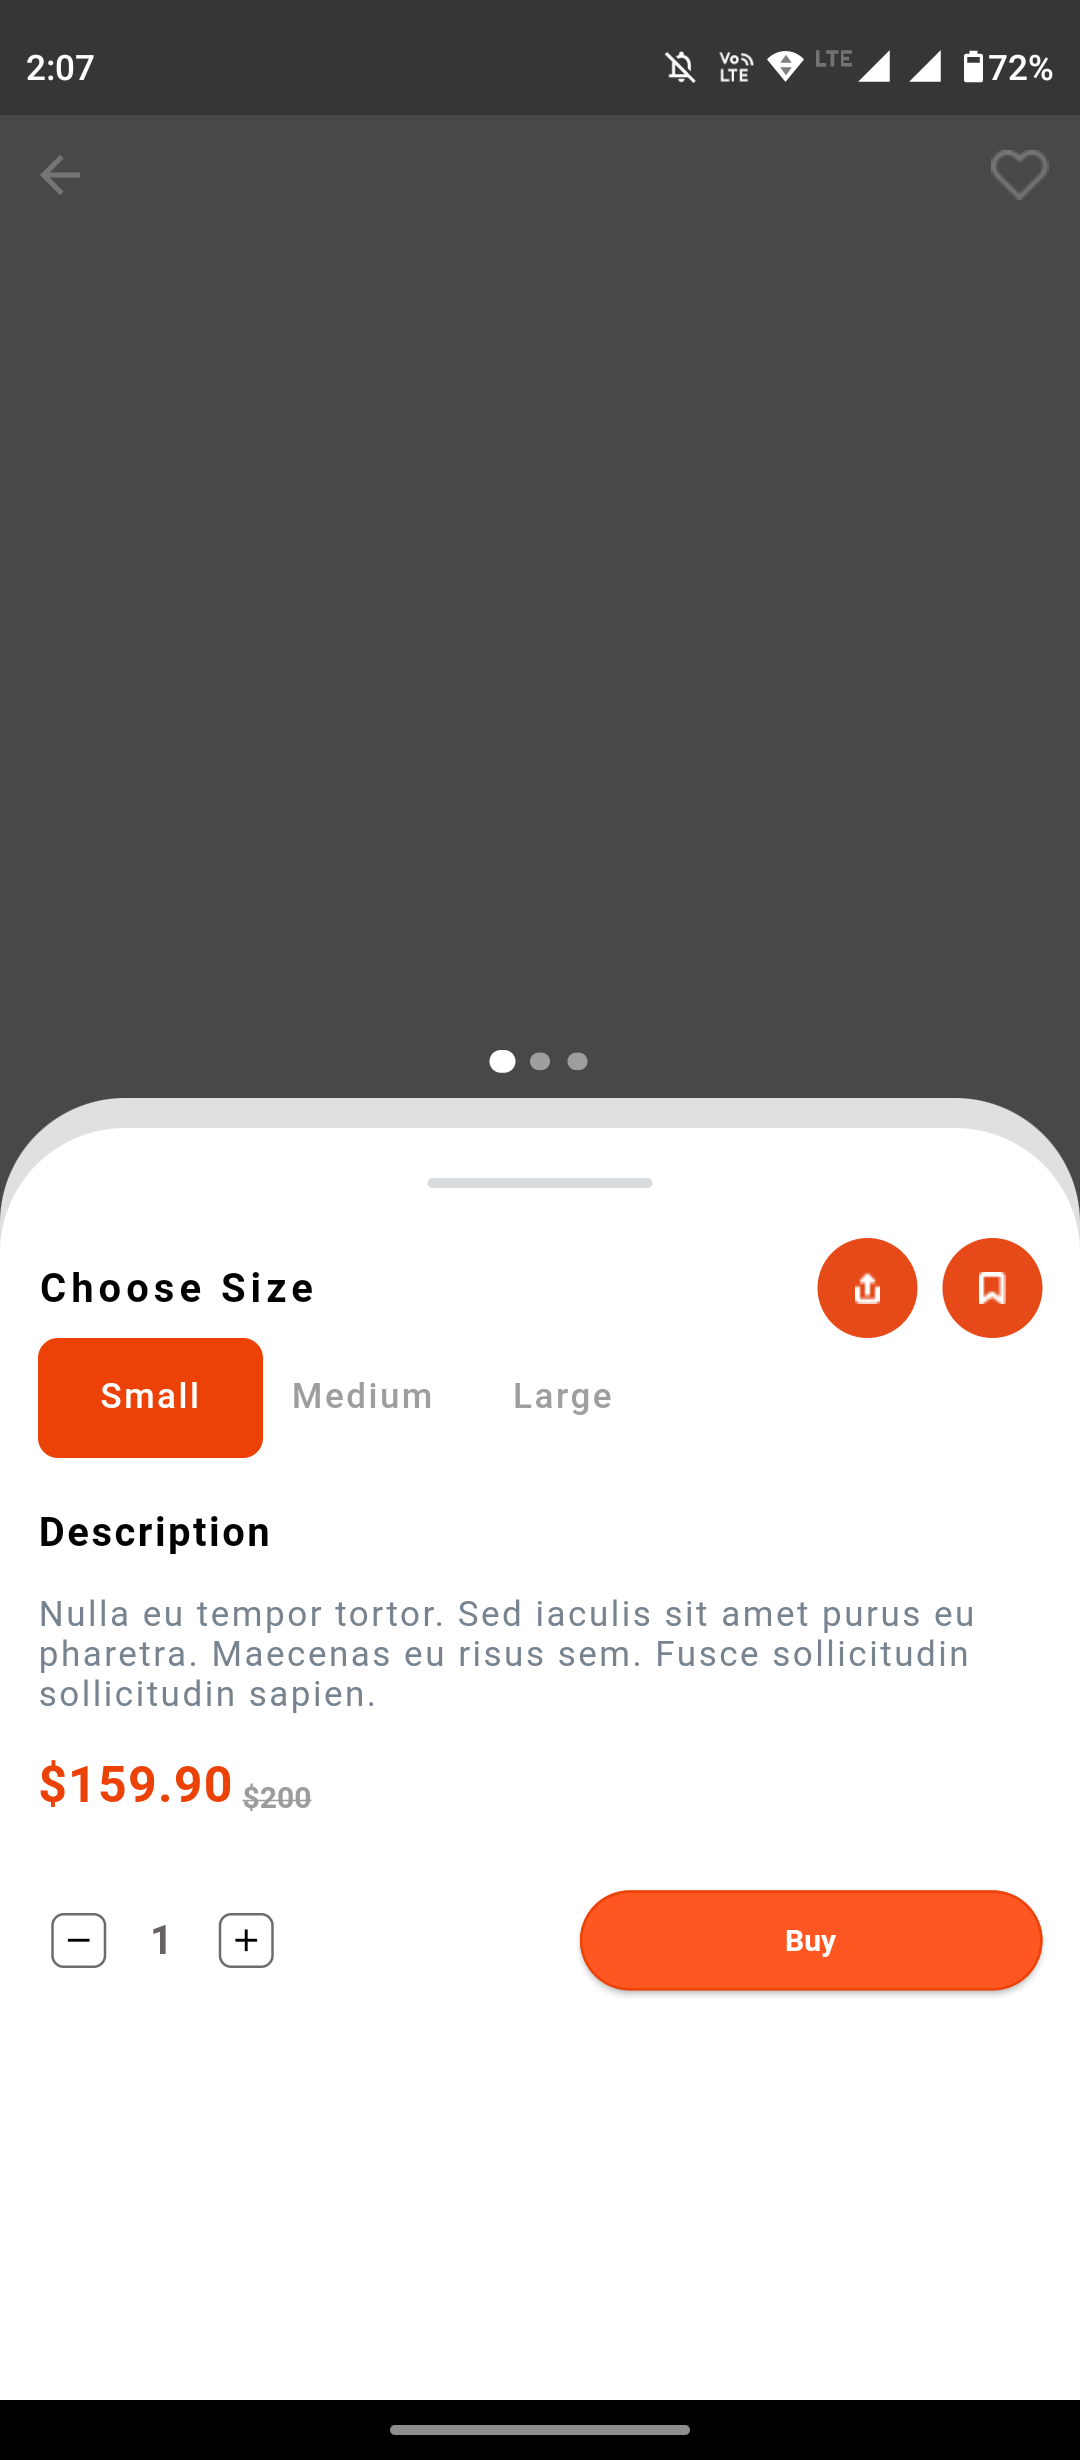 2:07
Vo LTE
LTE
72%
Choose Size
Small
Medium
Large
Description
Nulla eu tempor tortor. Sed iaculis sit amet purus eu
pharetra. Maecenas eu risus sem. Fusce sollicitudin
sollicitudin sapien.
$159.90 $200
1
Buy